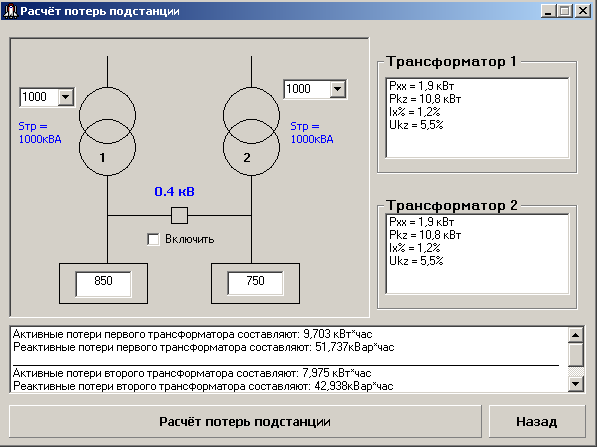 Расчёт потерь подстанции
1000
Sтр =
1000кВА
1
1000
Sтр =
1000кВА
2
0.4 кВ
Включить
850
750
Трансформатор 1
Рхх = 1,9 кВт
Pkz = 10,8 кВт
Ix% = 1,2%
Ukz = 5,5%
Трансформатор 2
Рхх = 1,9 кВт
Pkz = 10,8 кВт
Ix% = 1,2%
Ukz = 5,5%
Активные потери первого трансформатора составляют: 9,703 кВт*час
Реактивные потери первого трансформатора составляют: 51,737кВар*час
Активные потери второго трансформатора составляют: 7,975 кВт*час
Реактивные потери второго трансформатора составляют: 42,938кВар*час
Расчёт потерь подстанции
Назад